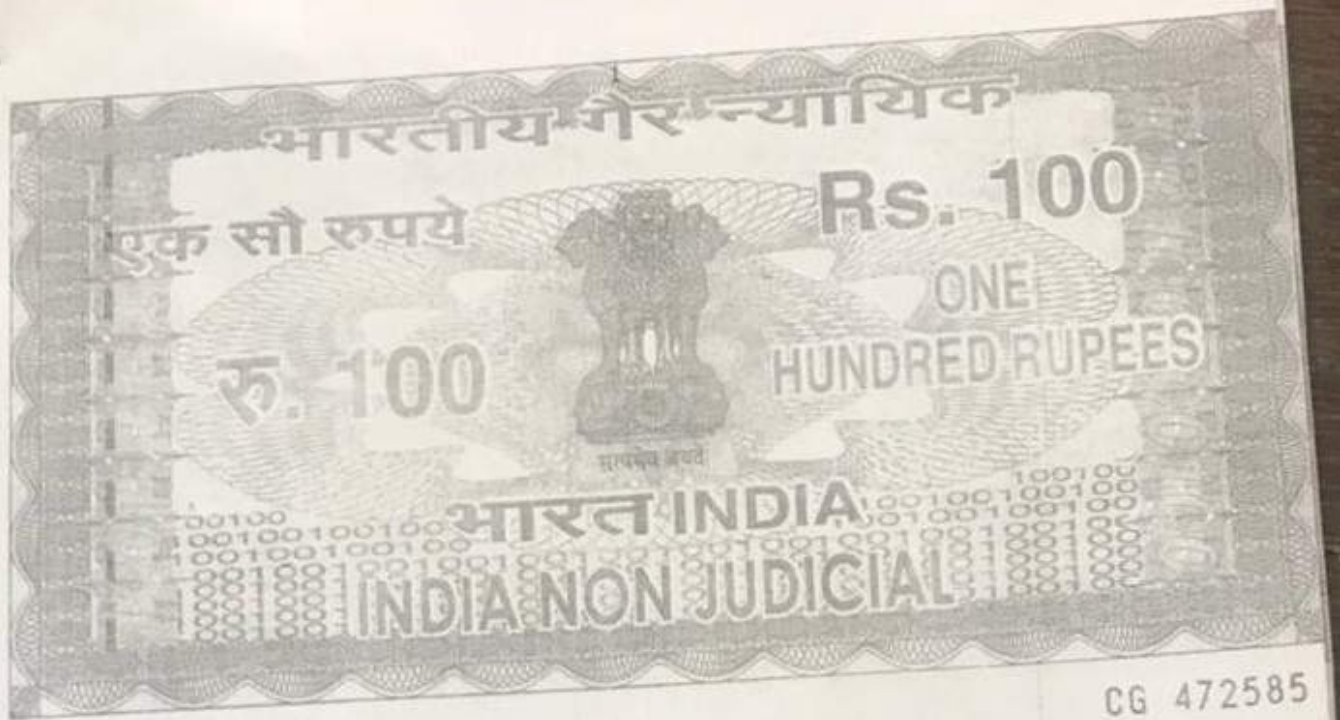 भारतीय गैर न्यायिक
एक सौ रुपये
Rs. 100
रु. 100
ONE
HUNDRED RUPEES
सत्यमेव जयते
भारत INDIA
INDIA NON JUDICIAL
CG 472585